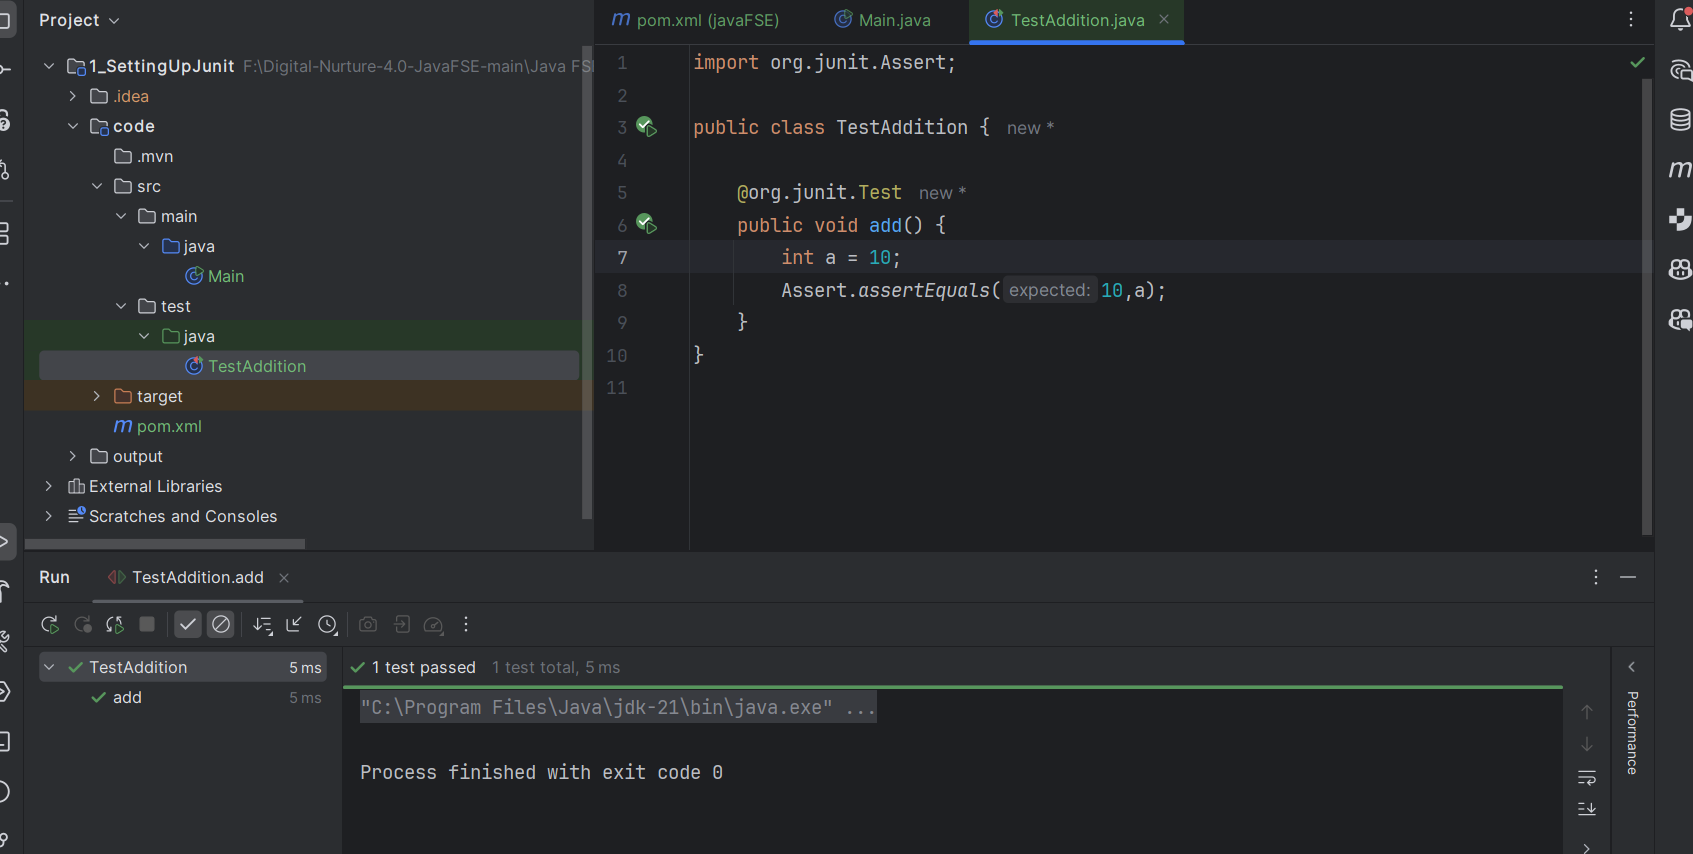 Project
1_SettingUpJunit F:\Digital-Nurture-4.0-JavaFSE-main\Java FS
.idea
code
.mvn
src
main
java
Main
test
java
TestAddition
target
m pom.xml
output
External Libraries
Scratches and Consoles
m pom.xml (javaFSE)
Main.java
TestAddition.java
1 import org.junit.Assert;
2
3 public class TestAddition { new *
4
5 @org.junit.Test new *
6 public void add() {
7 int a = 10;
8 Assert.assertEquals( expected: 10,a);
9 }
10 }
11
m
Run TestAddition.add
TestAddition 5 ms
add 5 ms
1 test passed 1 test total, 5 ms
"C:\Program Files\Java\jdk-21\bin\java.exe" ...
Process finished with exit code 0
Performance